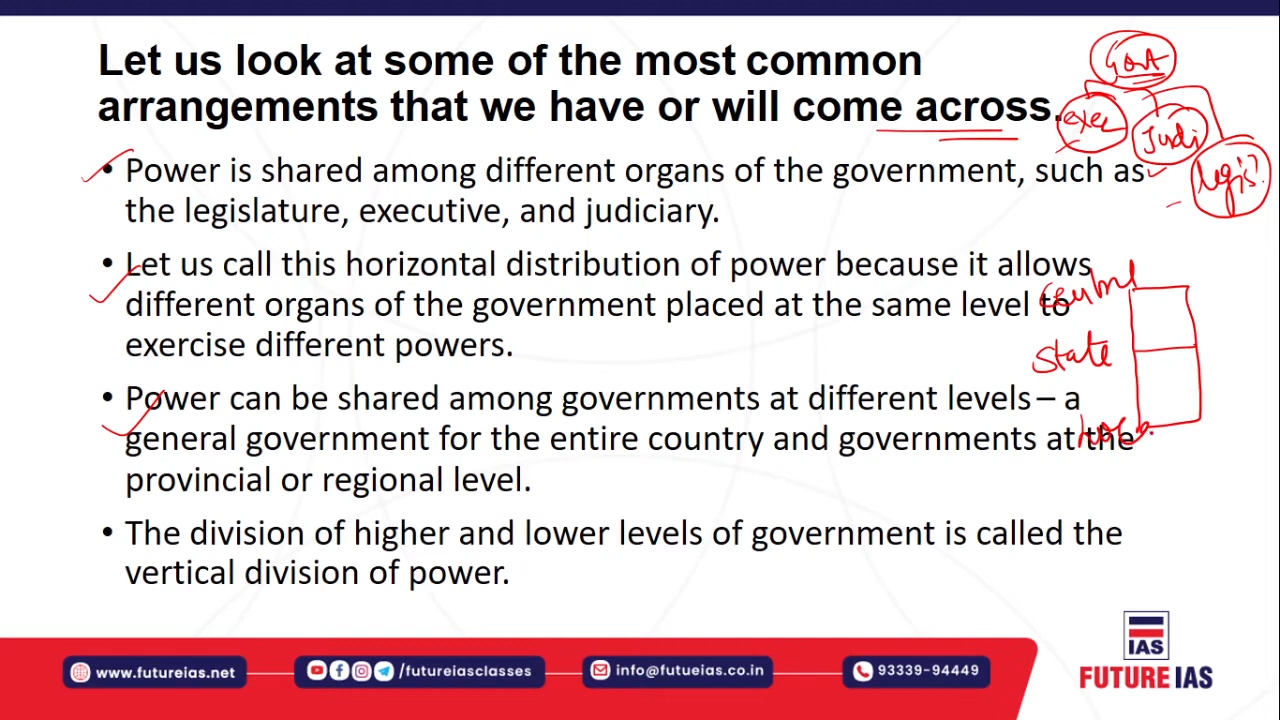 Let us look at some of the most common
arrangements that we have or will come across.
Govt
exec
Judi
legis
• Power is shared among different organs of the government, such as
the legislature, executive, and judiciary.
• Let us call this horizontal distribution of power because it allows
different organs of the government placed at the same level to
exercise different powers.
Central
State
Local
• Power can be shared among governments at different levels – a
general government for the entire country and governments at the
provincial or regional level.
• The division of higher and lower levels of government is called the
vertical division of power.
www.futureias.net
/futureiasclasses
info@futueias.co.in
93339-94449
IAS
FUTURE IAS